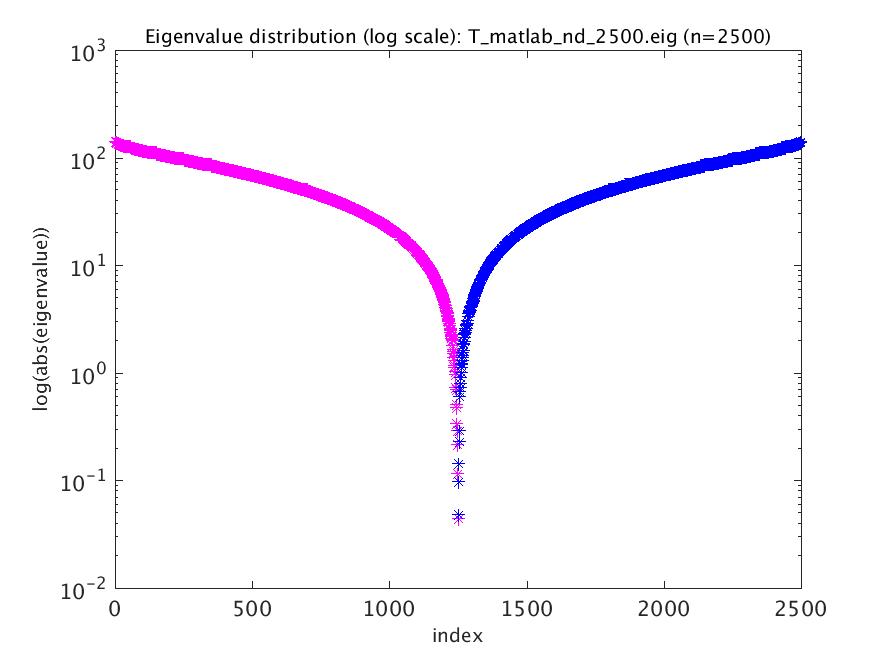 Eigenvalue distribution (log scale): T_matlab_nd_2500.eig (n=2500)
10^3
10^2
10^1
10^0
10^-1
10^-2
log(abs(eigenvalue))
0 500 1000 1500 2000 2500
index